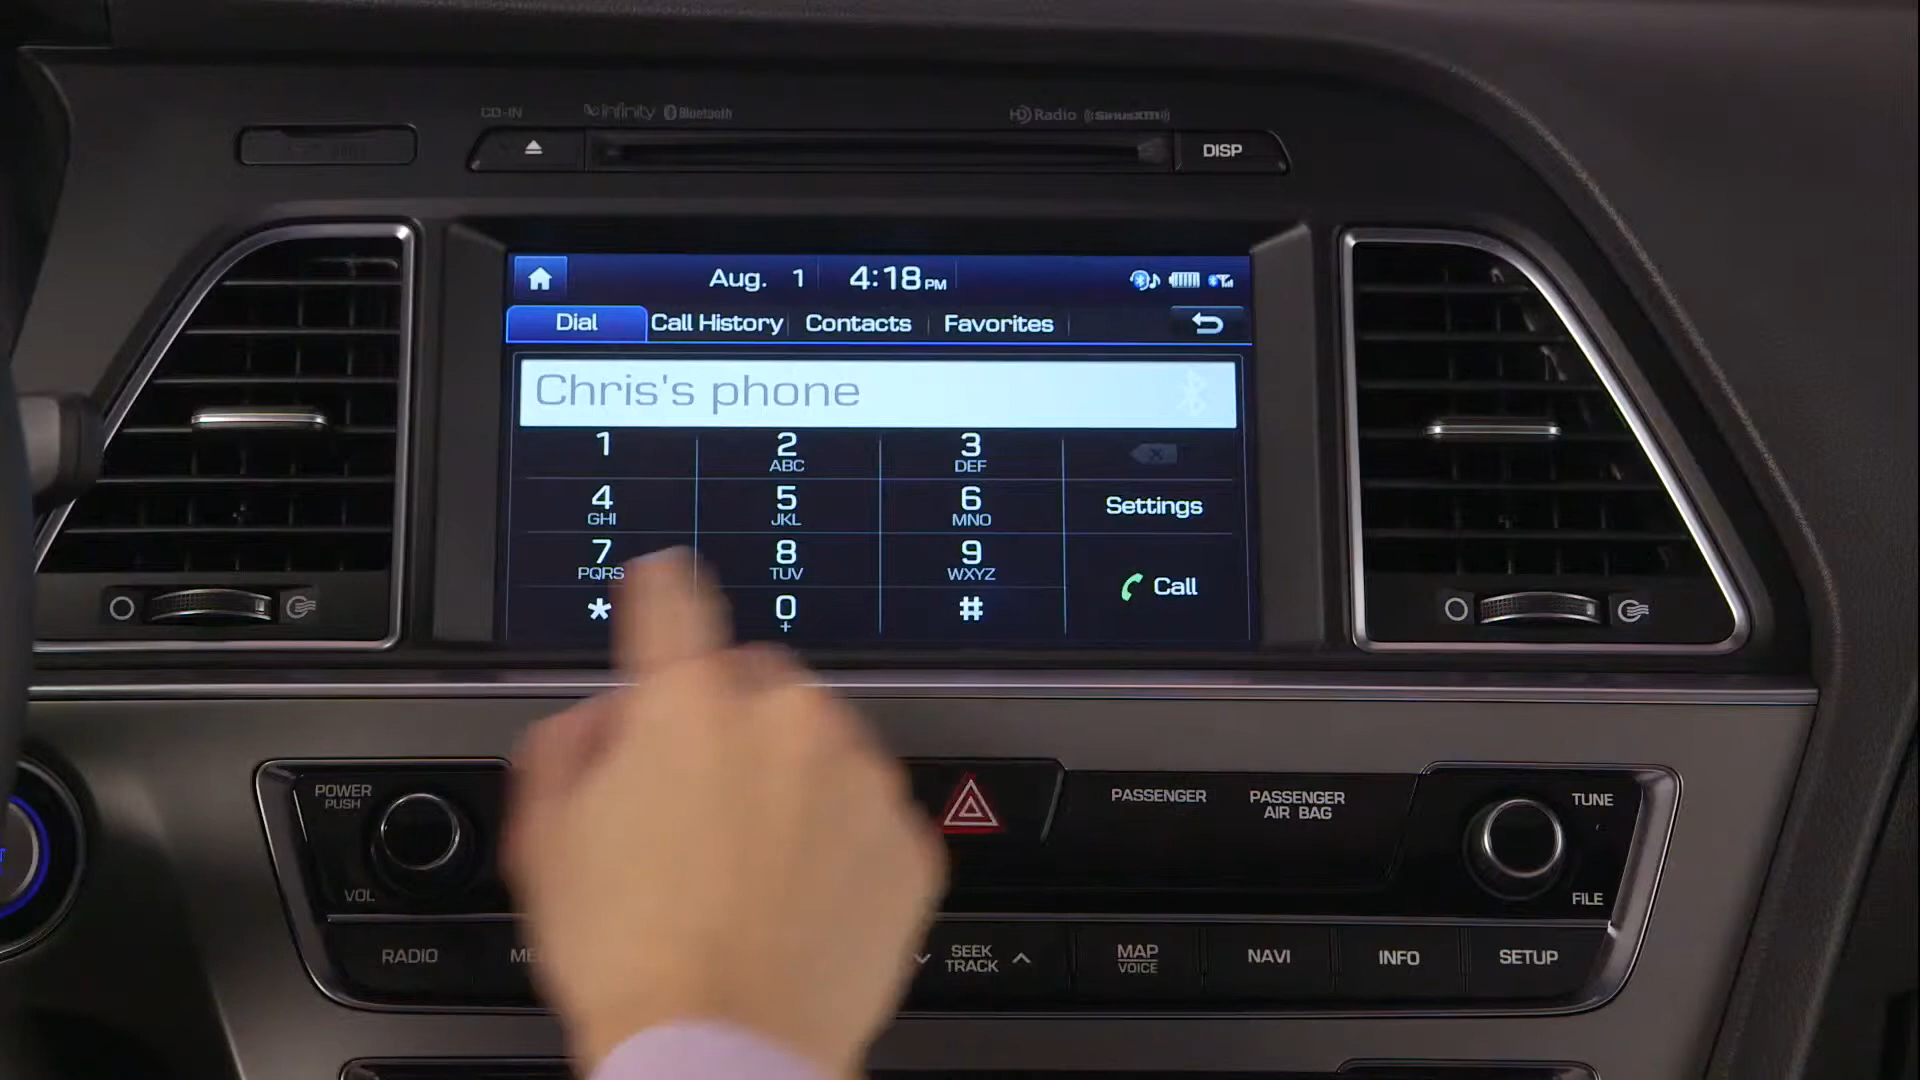 CD-IN
infinity Bluetooth
HD Radio ((SiriusXM))
DISP
Aug. 1 4:18 PM
Dial Call History Contacts Favorites
Chris's phone
1
2 ABC
3 DEF
4 GHI
5 JKL
6 MNO
Settings
7 PQRS
8 TUV
9 WXYZ
Call
*
0 +
#
POWER
PUSH
VOL
PASSENGER
PASSENGER
AIR BAG
TUNE
FILE
RADIO
SEEK
TRACK
MAP
VOICE
NAVI
INFO
SETUP